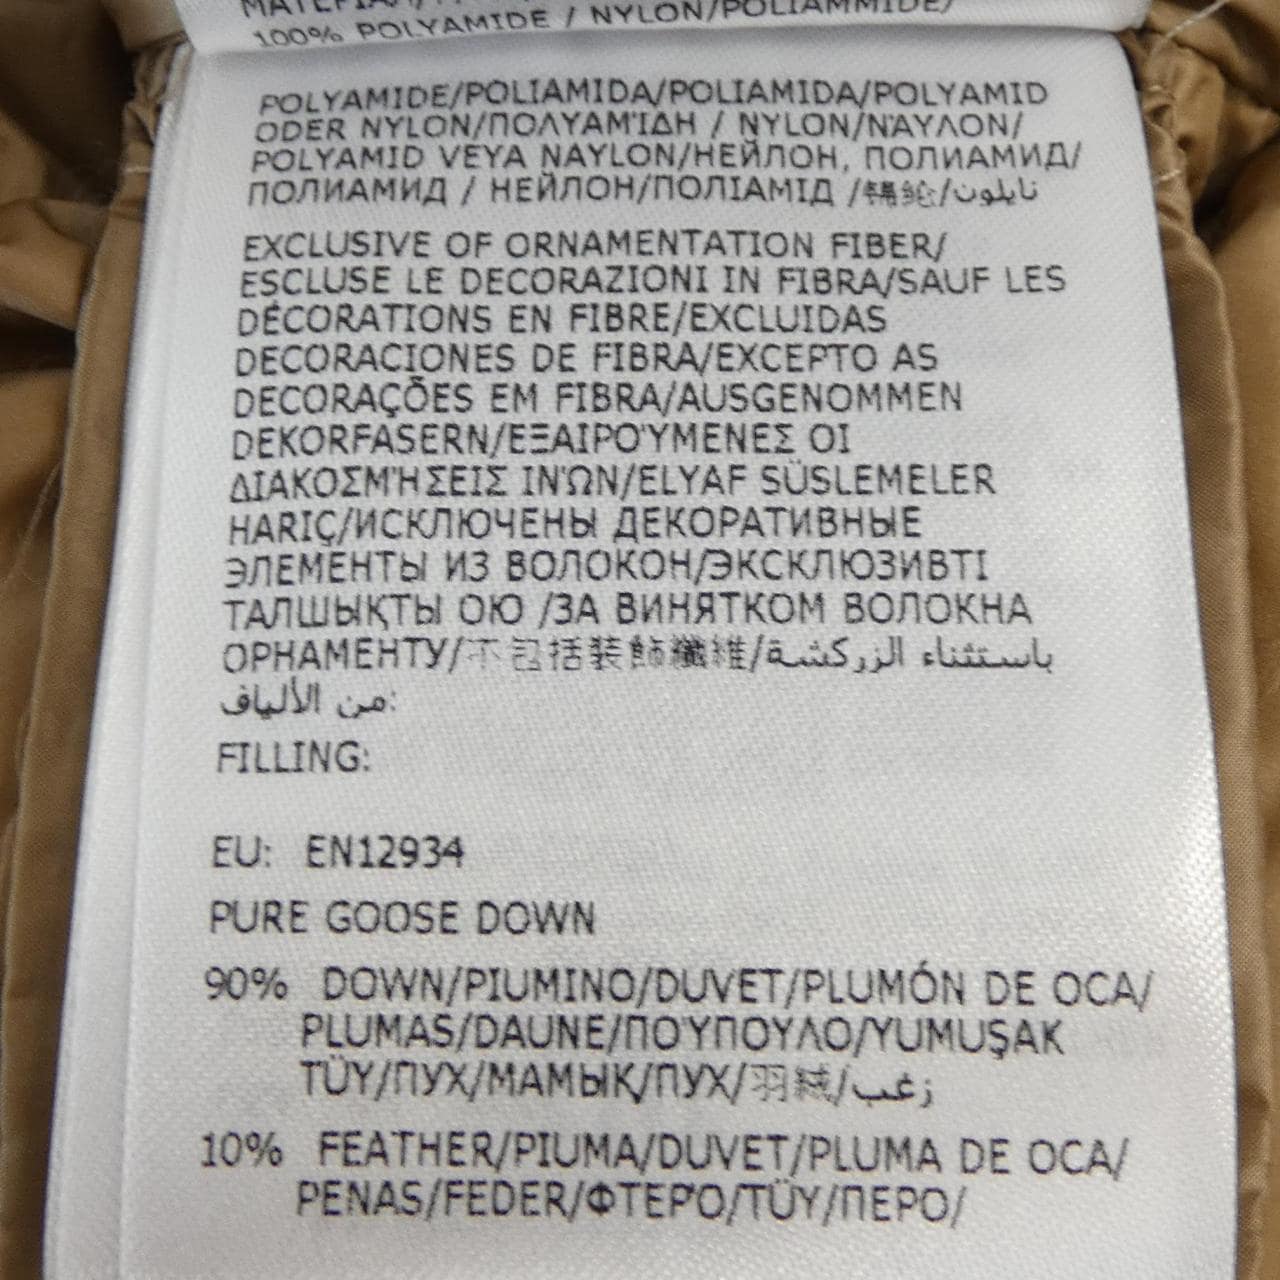 100% POLYAMIDE / NYLON/POLIAMMIDE/
POLYAMIDE/POLIAMIDA/POLIAMIDA/POLYAMID
ODER NYLON/ΠΟΛΥΑΜΊΔΗ / NYLON/ΝΆΥΛΟΝ/
POLYAMID VEYA NAYLON/НЕЙЛОН, ПОЛИАМИД/
ПОЛИАМИД / НЕЙЛОН/ПОЛІАМІД /錦綸/نايلون
EXCLUSIVE OF ORNAMENTATION FIBER/
ESCLUSE LE DECORAZIONI IN FIBRA/SAUF LES
DÉCORATIONS EN FIBRE/EXCLUIDAS
DECORACIONES DE FIBRA/EXCEPTO AS
DECORAÇÕES EM FIBRA/AUSGENOMMEN
DEKORFASERN/ΕΞΑΙΡΟΎΜΕΝΕΣ ΟΙ
ΔΙΑΚΟΣΜΉΣΕΙΣ ΙΝΏΝ/ELYAF SÜSLEMELER
HARIÇ/ИСКЛЮЧЕНЫ ДЕКОРАТИВНЫЕ
ЭЛЕМЕНТЫ ИЗ ВОЛОКОН/ЭКСКЛЮЗИВТІ
ТАЛШЫҚТЫ ОЮ /ЗА ВИНЯТКОМ ВОЛОКНА
ОРНАМЕНТУ/不包括装飾纖維/باستثناء الزركشة
من الألياف:
FILLING:
EU: EN12934
PURE GOOSE DOWN
90% DOWN/PIUMINO/DUVET/PLUMÓN DE OCA/
PLUMAS/DAUNE/ΠΟΎΠΟΥΛΟ/YUMUŞAK
TÜY/ПУХ/МАМЫҚ/ПУХ/羽絨/زغب
10% FEATHER/PIUMA/DUVET/PLUMA DE OCA/
PENAS/FEDER/ΦΤΕΡΌ/TÜY/ПЕРО/